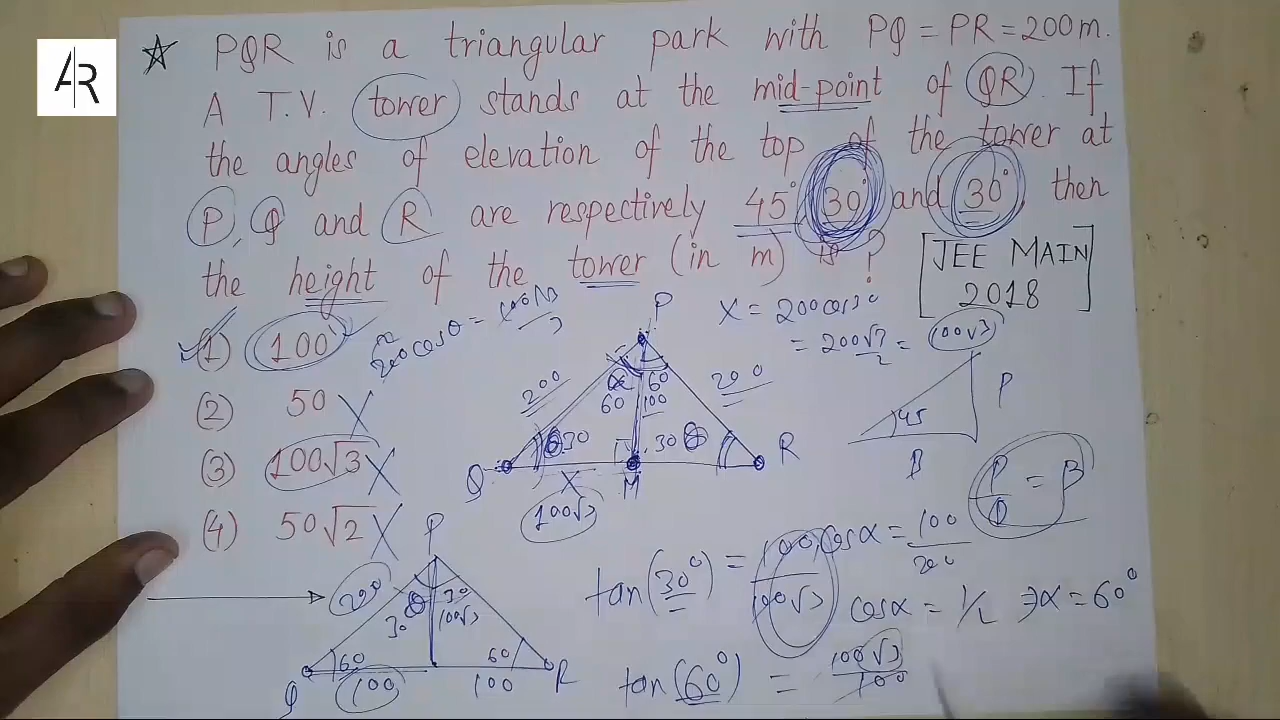 AR
☆ PQR is a triangular park with PQ = PR = 200m.
A T.V. tower stands at the mid-point of QR. If
the angles of elevation of the top of the tower at
P, Q and R are respectively 45° 30° and 30°, then
the height of the tower (in m) is ?
[JEE MAIN 2018]
(1) 100
(2) 50
(3) 100√3
(4) 50√2
200 cos θ = 100√3
P
200
200
α 60
60 100
θ 30
30 θ
Q
X
M
R
100√3
X = 200 cos 30
= 200√3/2 = 100√3
P
45
B
P
200
θ 30
30 100√3
60
60
Q
100
100
R
tan(30°) = 100/100√3
cos α = 100/200
cos α = 1/2 ⇒ α = 60°
tan(60°) = 100√3/100